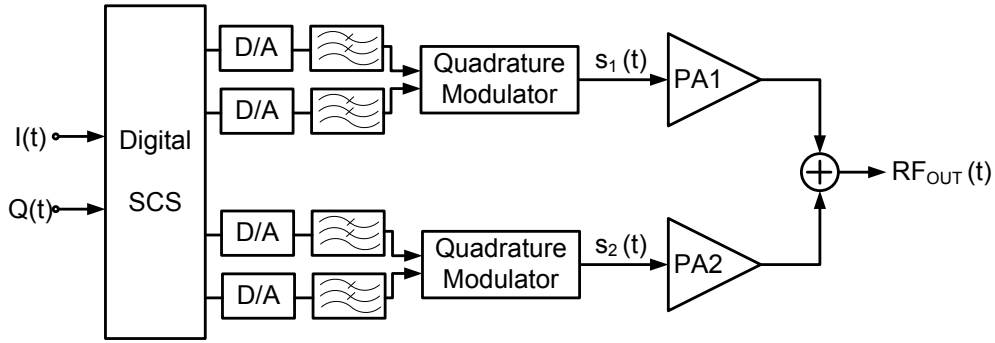 I(t)
Q(t)
Digital
SCS
D/A
D/A
Quadrature
Modulator
s₁(t)
PA1
D/A
D/A
Quadrature
Modulator
s₂(t)
PA2
RF_OUT(t)